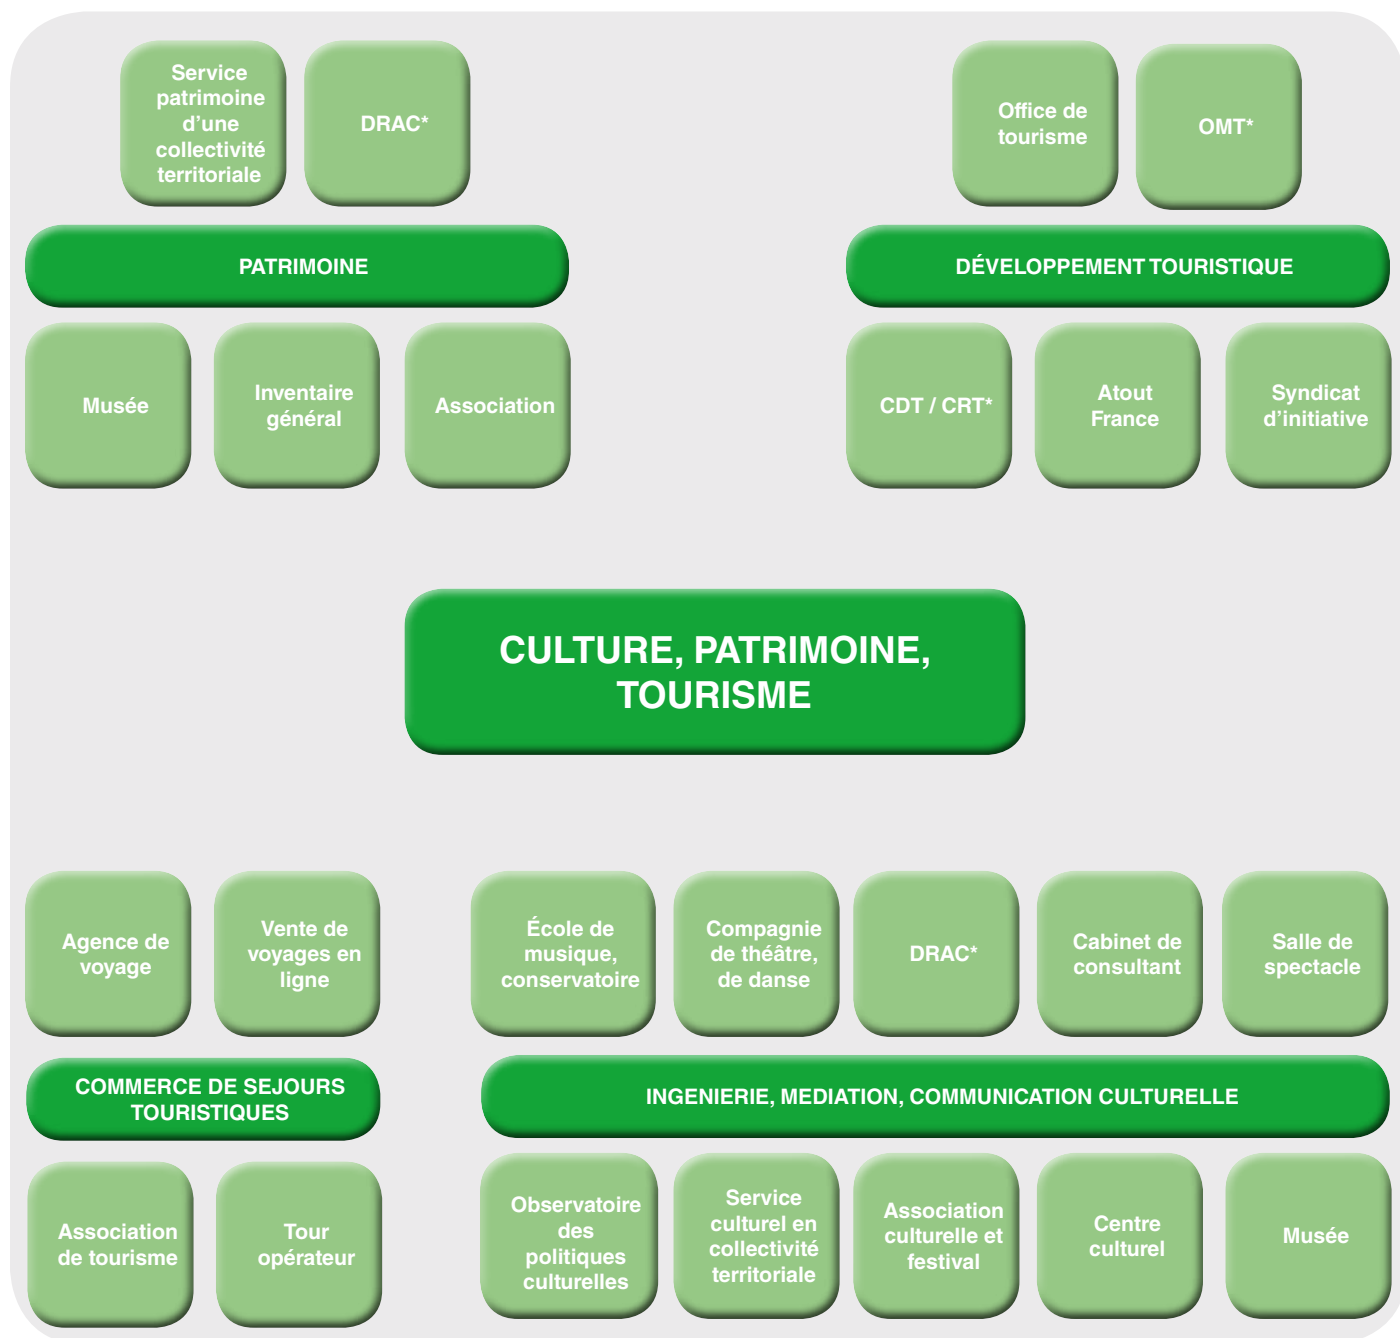 Service
patrimoine
d’une
collectivité
territoriale
DRAC*
Office de
tourisme
OMT*
PATRIMOINE
DÉVELOPPEMENT TOURISTIQUE
Musée
Inventaire
général
Association
CDT / CRT*
Atout
France
Syndicat
d’initiative
CULTURE, PATRIMOINE,
TOURISME
Agence de
voyage
Vente de
voyages en
ligne
École de
musique,
conservatoire
Compagnie
de théâtre,
de danse
DRAC*
Cabinet de
consultant
Salle de
spectacle
COMMERCE DE SEJOURS
TOURISTIQUES
INGENIERIE, MEDIATION, COMMUNICATION CULTURELLE
Association
de tourisme
Tour
opérateur
Observatoire
des
politiques
culturelles
Service
culturel en
collectivité
territoriale
Association
culturelle et
festival
Centre
culturel
Musée